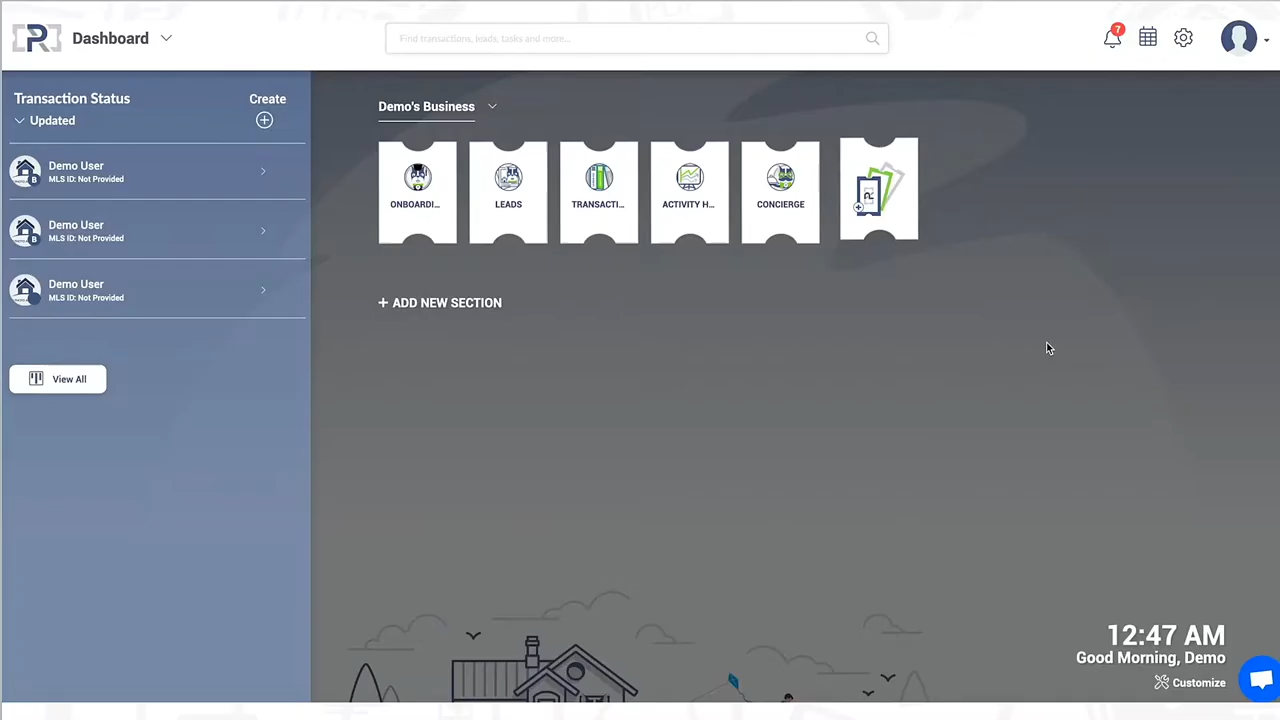 R
Dashboard
Find transactions, leads, tasks and more...
7
Transaction Status
Create
Updated
Demo User
B
MLS ID: Not Provided
Demo User
B
MLS ID: Not Provided
Demo User
MLS ID: Not Provided
View All
Demo's Business
ONBOARDI...
LEADS
TRANSACTI...
ACTIVITY H...
CONCIERGE
R
+ ADD NEW SECTION
12:47 AM
Good Morning, Demo
Customize